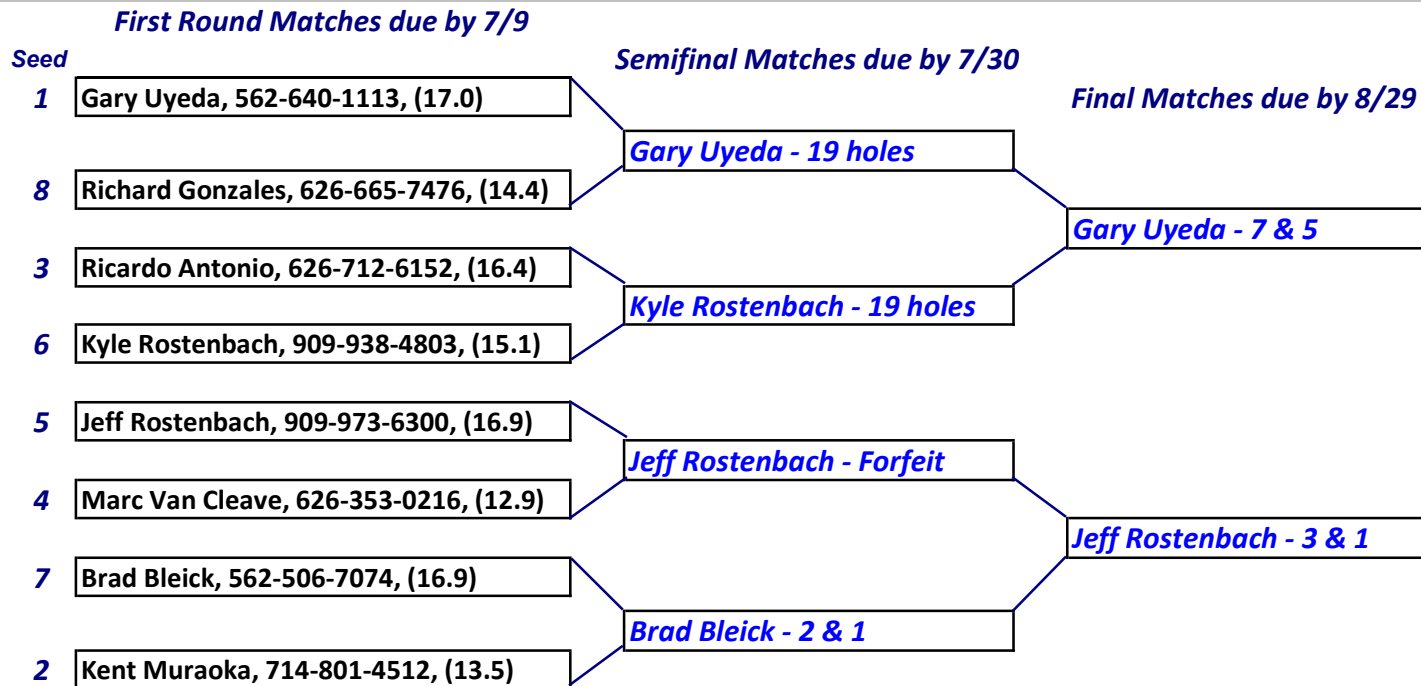 First Round Matches due by 7/9
Seed
Semifinal Matches due by 7/30
1 Gary Uyeda, 562-640-1113, (17.0)
Final Matches due by 8/29
Gary Uyeda - 19 holes
8 Richard Gonzales, 626-665-7476, (14.4)
Gary Uyeda - 7 & 5
3 Ricardo Antonio, 626-712-6152, (16.4)
Kyle Rostenbach - 19 holes
6 Kyle Rostenbach, 909-938-4803, (15.1)
5 Jeff Rostenbach, 909-973-6300, (16.9)
Jeff Rostenbach - Forfeit
4 Marc Van Cleave, 626-353-0216, (12.9)
Jeff Rostenbach - 3 & 1
7 Brad Bleick, 562-506-7074, (16.9)
Brad Bleick - 2 & 1
2 Kent Muraoka, 714-801-4512, (13.5)